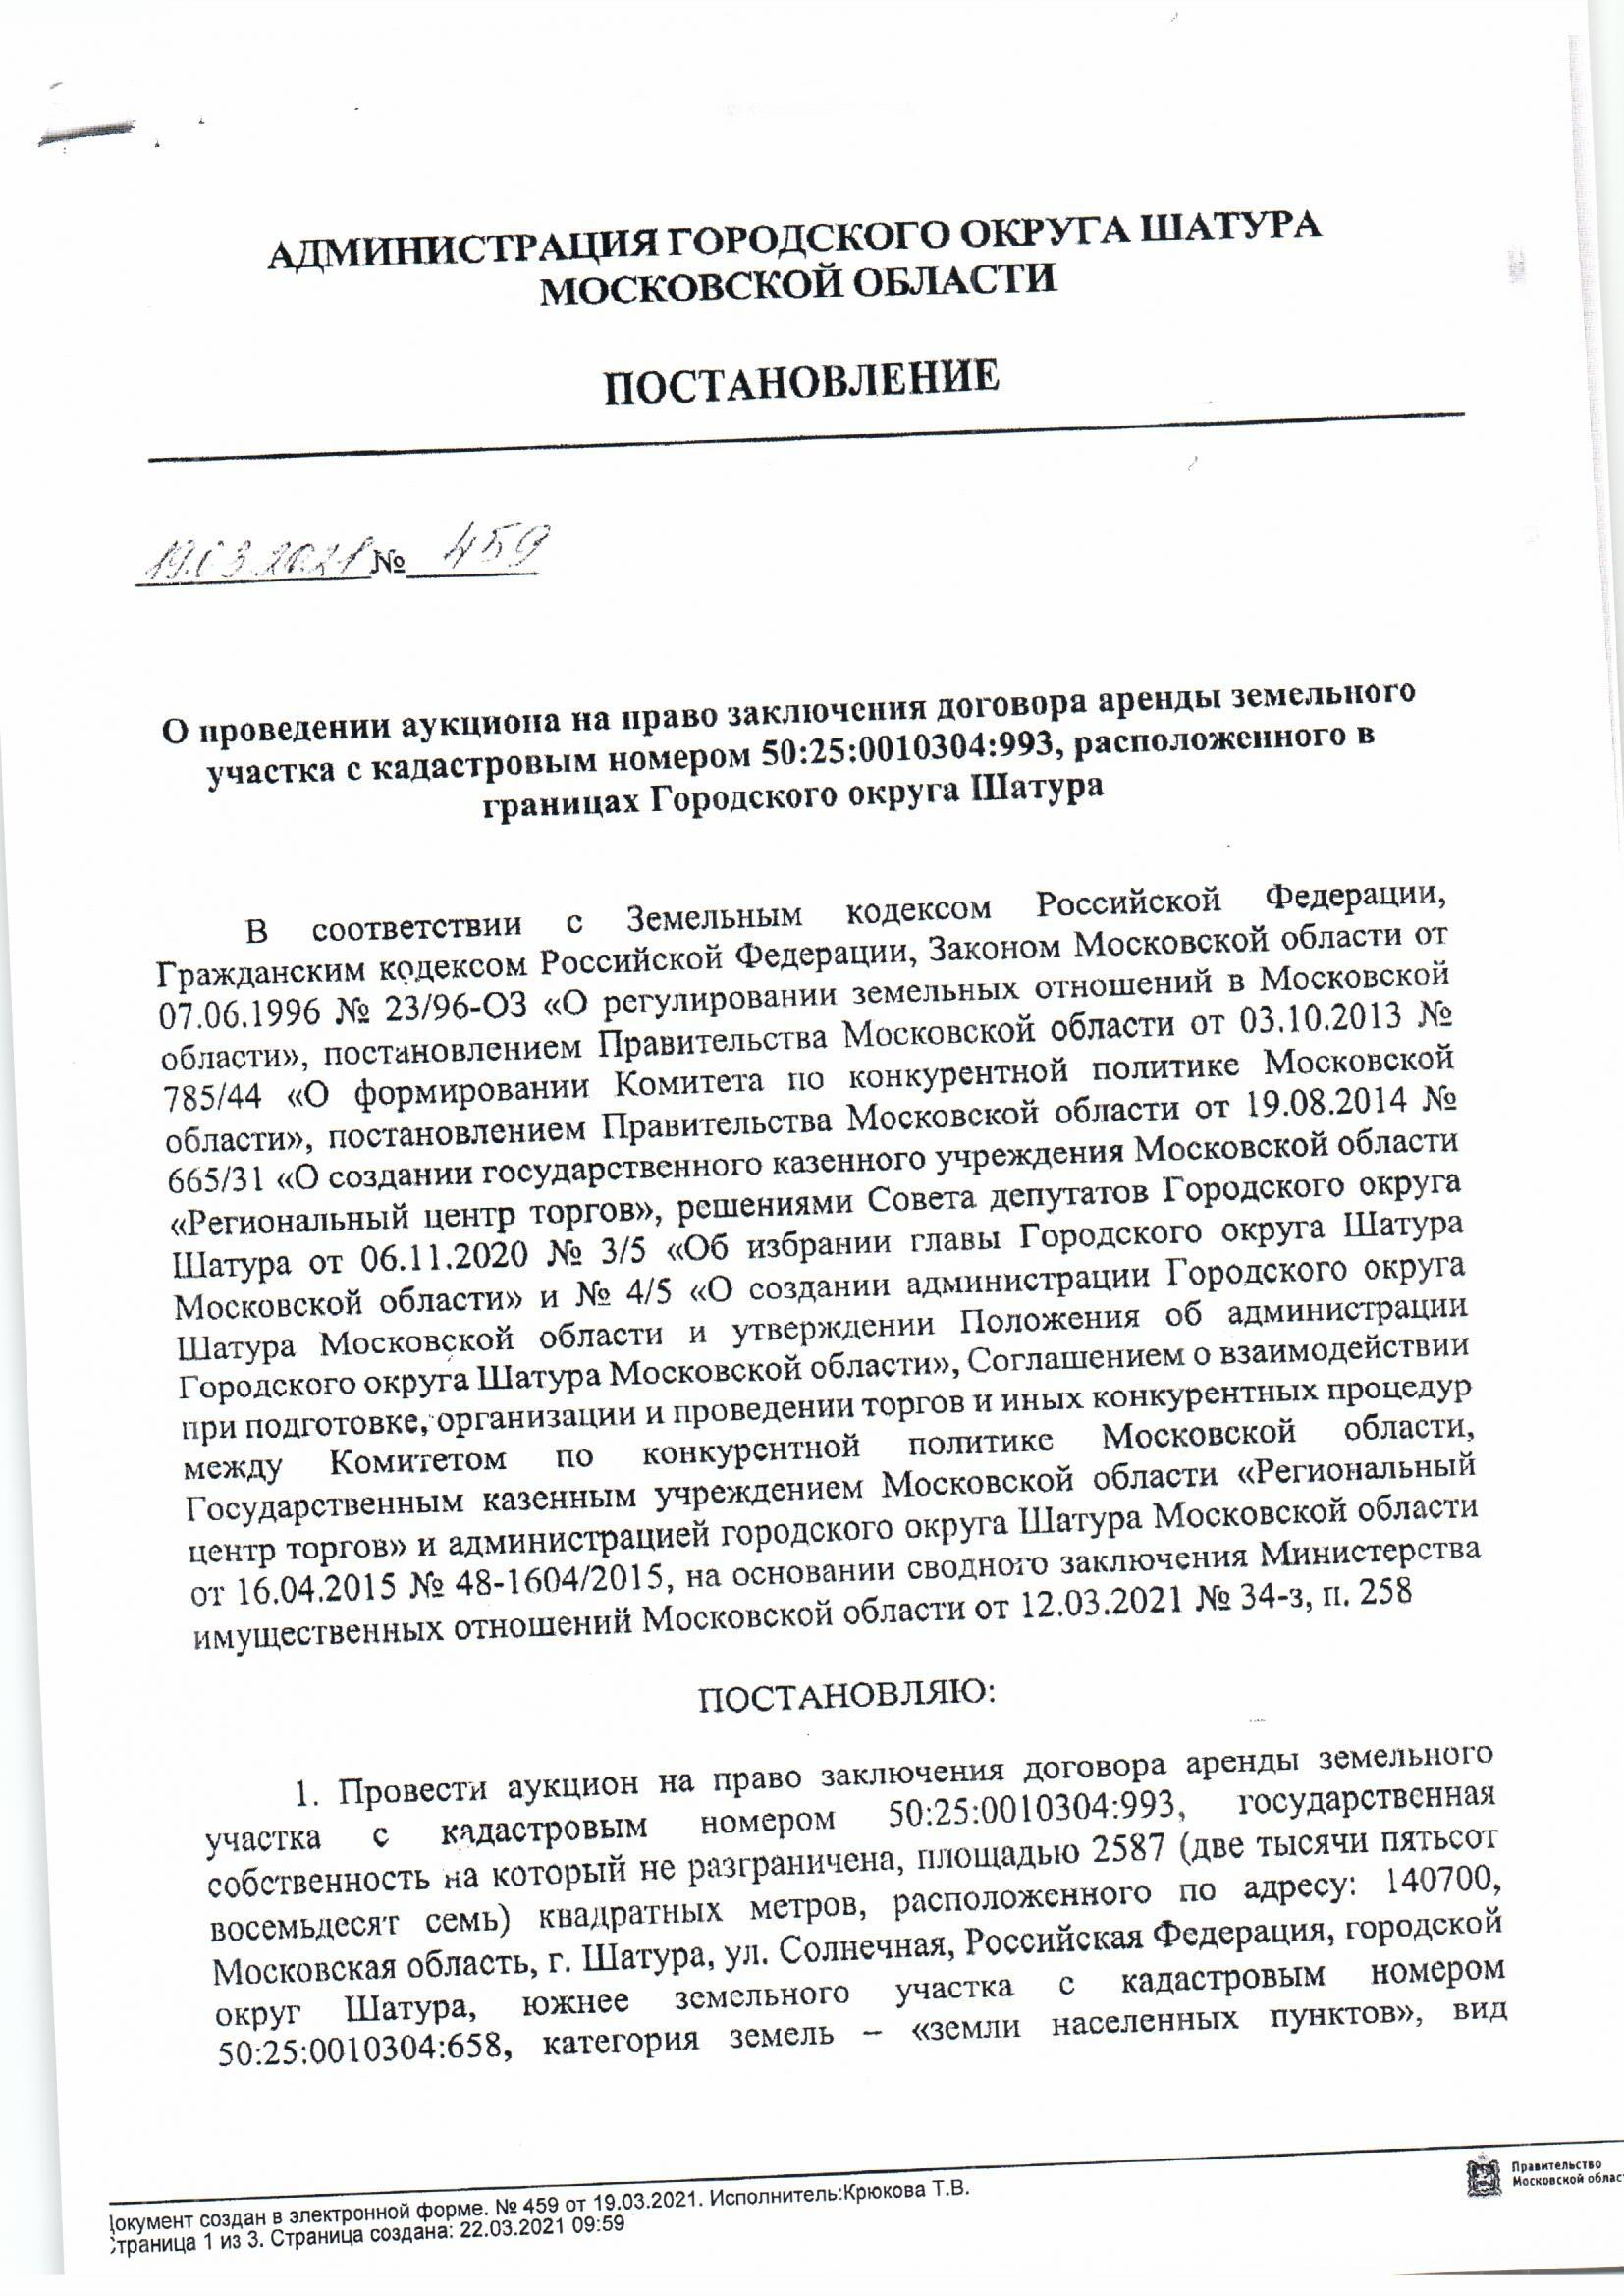 АДМИНИСТРАЦИЯ ГОРОДСКОГО ОКРУГА ШАТУРА
МОСКОВСКОЙ ОБЛАСТИ
ПОСТАНОВЛЕНИЕ
19.03.2021 № 459
О проведении аукциона на право заключения договора аренды земельного
участка с кадастровым номером 50:25:0010304:993, расположенного в
границах Городского округа Шатура
В соответствии с Земельным кодексом Российской Федерации,
Гражданским кодексом Российской Федерации, Законом Московской области от
07.06.1996 № 23/96-ОЗ «О регулировании земельных отношений в Московской
области», постановлением Правительства Московской области от 03.10.2013 №
785/44 «О формировании Комитета по конкурентной политике Московской
области», постановлением Правительства Московской области от 19.08.2014 №
665/31 «О создании государственного казенного учреждения Московской области
«Региональный центр торгов», решениями Совета депутатов Городского округа
Шатура от 06.11.2020 № 3/5 «Об избрании главы Городского округа Шатура
Московской области» и № 4/5 «О создании администрации Городского округа
Шатура Московской области и утверждении Положения об администрации
Городского округа Шатура Московской области», Соглашением о взаимодействии
при подготовке, организации и проведении торгов и иных конкурентных процедур
между Комитетом по конкурентной политике Московской области,
Государственным казенным учреждением Московской области «Региональный
центр торгов» и администрацией городского округа Шатура Московской области
от 16.04.2015 № 48-1604/2015, на основании сводного заключения Министерства
имущественных отношений Московской области от 12.03.2021 № 34-з, п. 258
ПОСТАНОВЛЯЮ:
1. Провести аукцион на право заключения договора аренды земельного
участка с кадастровым номером 50:25:0010304:993, государственная
собственность на который не разграничена, площадью 2587 (две тысячи пятьсот
восемьдесят семь) квадратных метров, расположенного по адресу: 140700,
Московская область, г. Шатура, ул. Солнечная, Российская Федерация, городской
округ Шатура, южнее земельного участка с кадастровым номером
50:25:0010304:658, категория земель – «земли населенных пунктов», вид
Документ создан в электронной форме. № 459 от 19.03.2021. Исполнитель:Крюкова Т.В.
Страница 1 из 3. Страница создана: 22.03.2021 09:59
Правительство
Московской облас